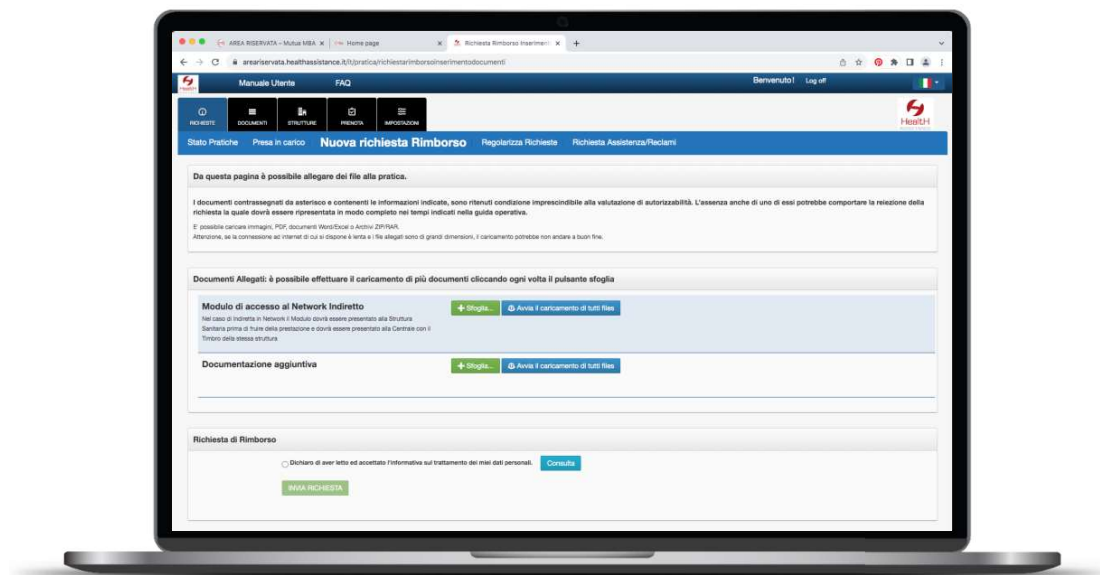 AREA RISERVATA – Mutua MBA
Home page
Richiesta Rimborso Inserimen
areariservata.healthassistance.it/it/pratica/richiestarimborsoinserimentodocumenti
HealtH
Manuale Utente
FAQ
Benvenuto!
Log off
RICHIESTE
DOCUMENTI
STRUTTURE
PRENOTA
IMPOSTAZIONI
HealtH
Stato Pratiche
Presa in carico
Nuova richiesta Rimborso
Regolarizza Richieste
Richiesta Assistenza/Reclami
Da questa pagina è possibile allegare dei file alla pratica.
I documenti contrassegnati da asterisco e contenenti le informazioni indicate, sono ritenuti condizione imprescindibile alla valutazione di autorizzabilità. L'assenza anche di uno di essi potrebbe comportare la reiezione della
richiesta la quale dovrà essere ripresentata in modo completo nei tempi indicati nella guida operativa.
E' possibile caricare immagini, PDF, documenti Word/Excel o Archivi ZIP/RAR.
Attenzione, se la connessione ad internet di cui si dispone è lenta e i file allegati sono di grandi dimensioni, il caricamento potrebbe non andare a buon fine.
Documenti Allegati: è possibile effettuare il caricamento di più documenti cliccando ogni volta il pulsante sfoglia
Modulo di accesso al Network Indiretto
Nel caso di Indiretta in Network il Modulo dovrà essere presentato alla Struttura
Sanitaria prima di fruire della prestazione e dovrà essere presentato alla Centrale con il
Timbro della stessa struttura
Sfoglia...
Avvia il caricamento di tutti files
Documentazione aggiuntiva
Sfoglia...
Avvia il caricamento di tutti files
Richiesta di Rimborso
Dichiaro di aver letto ed accettato l'informativa sul trattamento dei miei dati personali.
Consulta
INVIA RICHIESTA